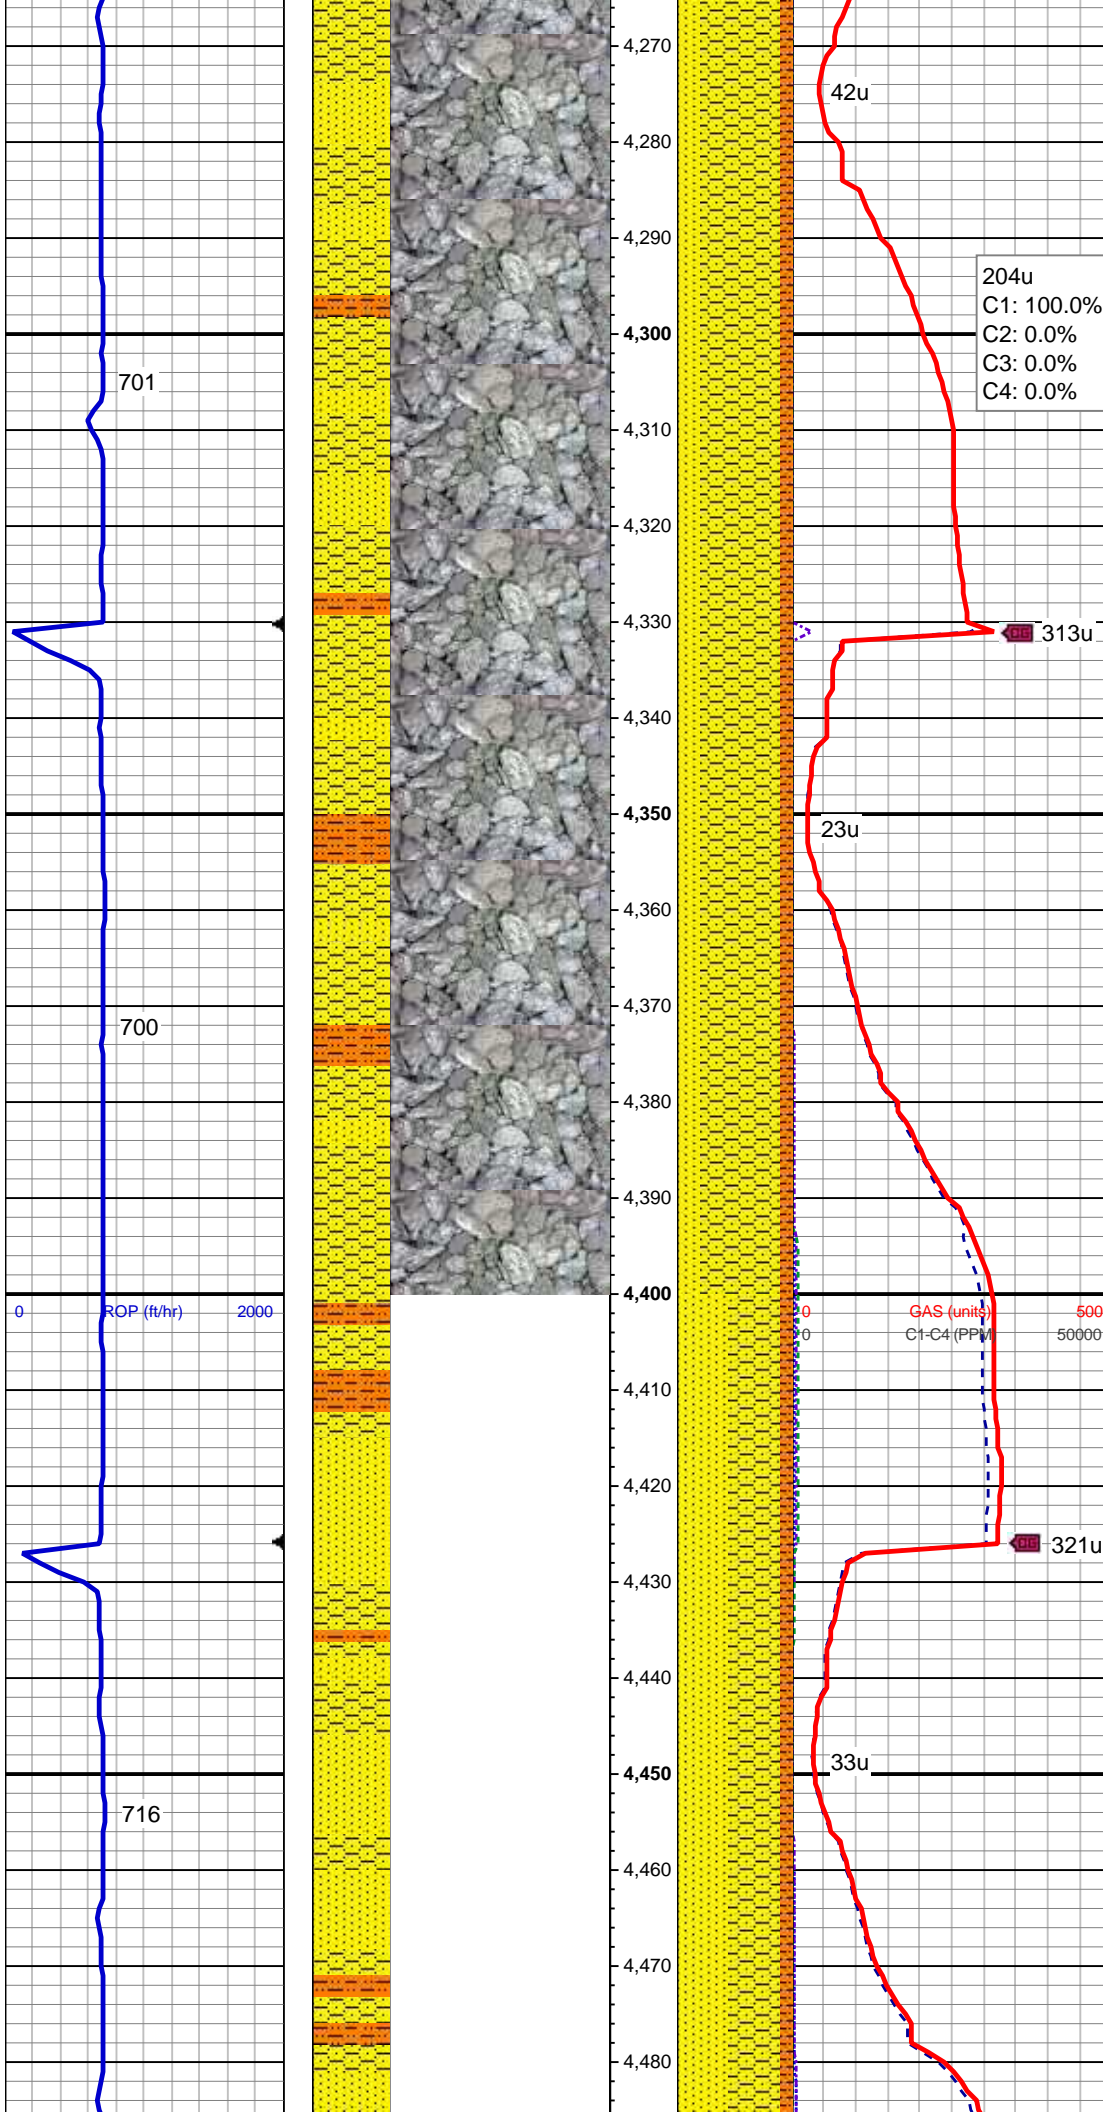 4,270
42u
4,280
4,290
204u
C1: 100.0%
C2: 0.0%
C3: 0.0%
C4: 0.0%
4,300
701
4,310
4,320
4,330
CG
313u
4,340
4,350
23u
4,360
4,370
700
4,380
4,390
4,400
0 ROP (ft/hr) 2000
0 GAS (units) 500
0 C1-C4 (PPM 50000
4,410
4,420
CG
321u
4,430
4,440
4,450
33u
716
4,460
4,470
4,480